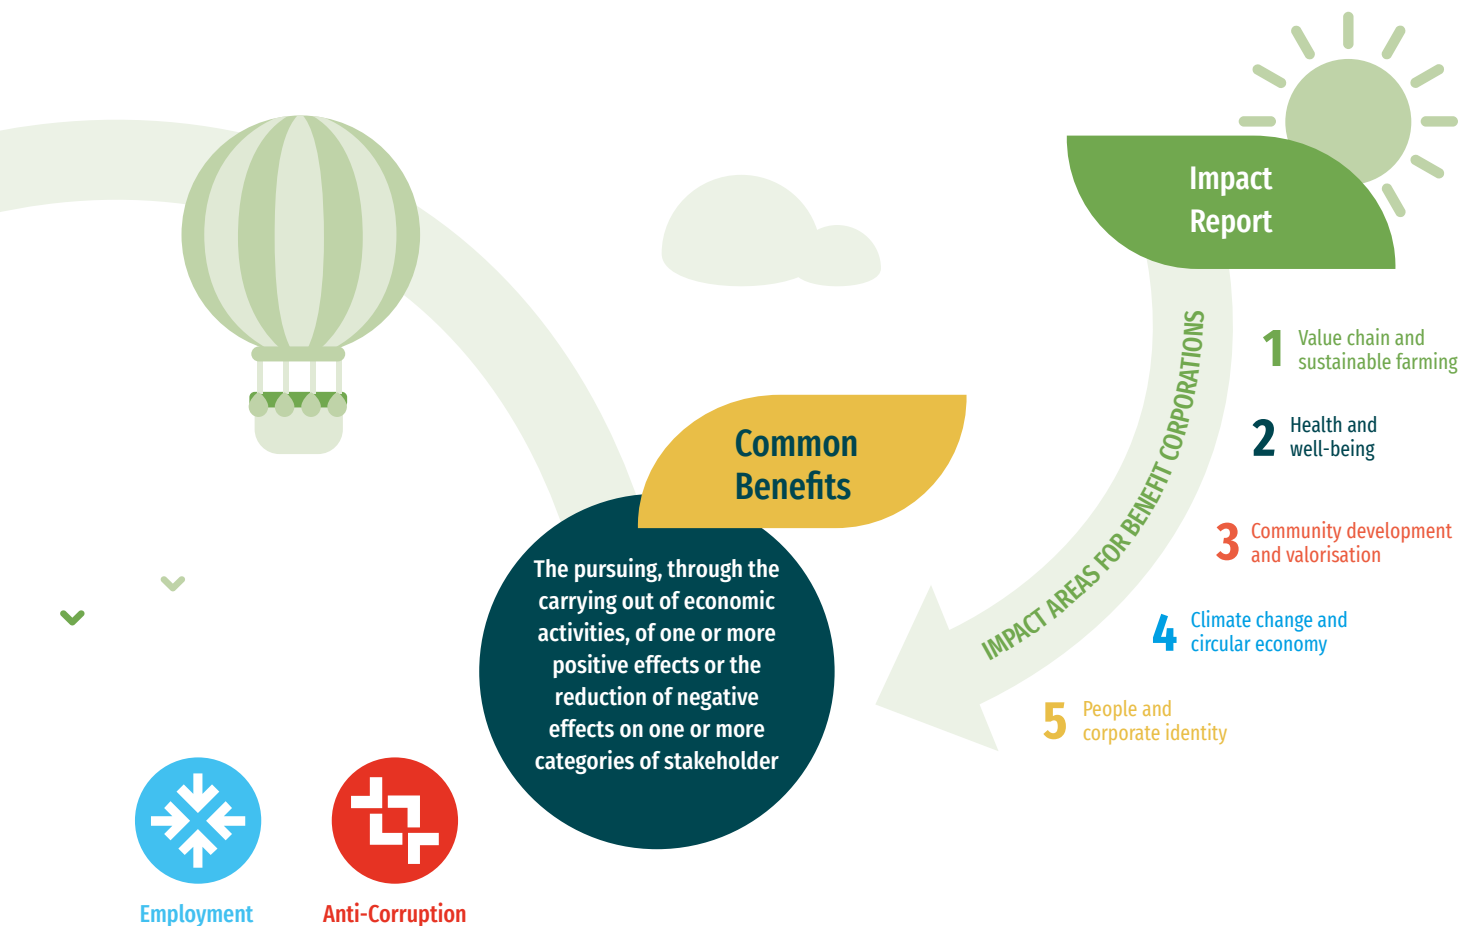 Impact
Report
IMPACT AREAS FOR BENEFIT CORPORATIONS
1 Value chain and
sustainable farming
2 Health and
well-being
3 Community development
and valorisation
4 Climate change and
circular economy
5 People and
corporate identity
Common
Benefits
The pursuing, through the
carrying out of economic
activities, of one or more
positive effects or the
reduction of negative
effects on one or more
categories of stakeholder
Employment
Anti-Corruption